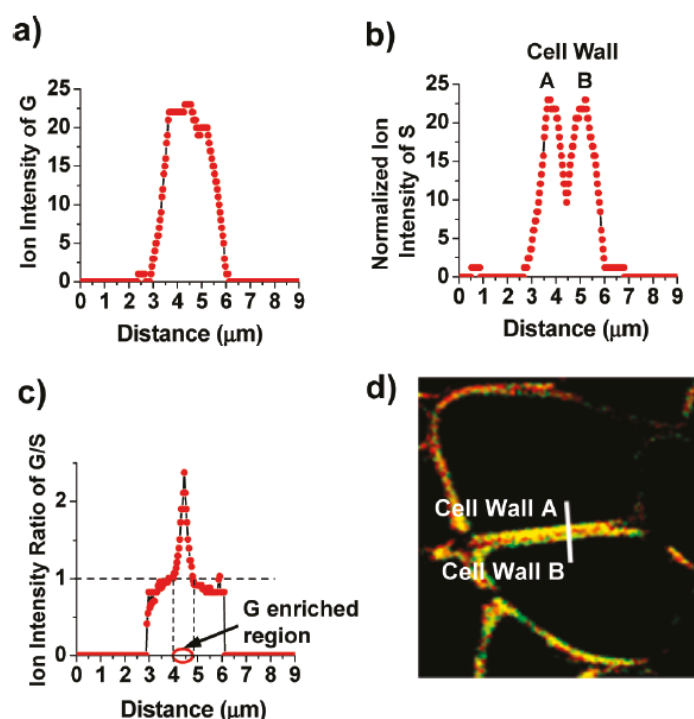 a)
Ion Intensity of G
25
20
15
10
5
0
0 1 2 3 4 5 6 7 8 9
Distance (μm)
b)
Cell Wall
A B
Normalized Ion
Intensity of S
25
20
15
10
5
0
0 1 2 3 4 5 6 7 8 9
Distance (μm)
c)
Ion Intensity Ratio of G/S
2
1
0
G enriched
region
0 1 2 3 4 5 6 7 8 9
Distance (μm)
d)
Cell Wall A
Cell Wall B